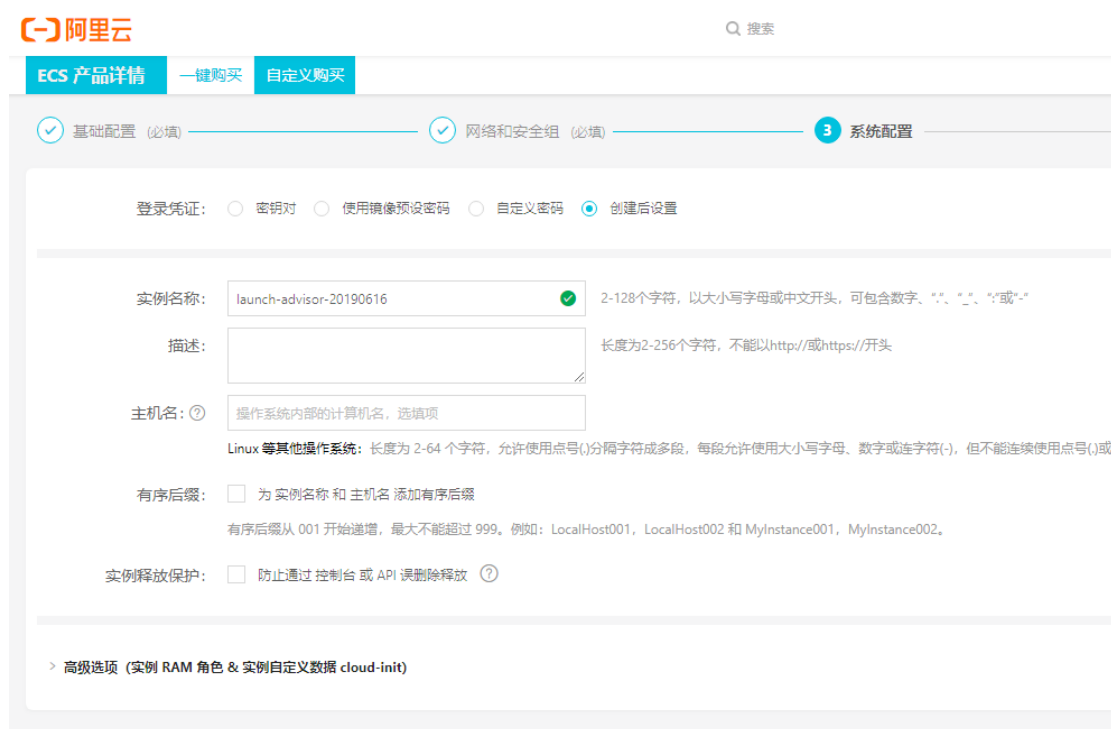 阿里云
搜索
ECS 产品详情 一键购买 自定义购买
基础配置 (必填) 网络和安全组 (必填) 3 系统配置
登录凭证: 密钥对 使用镜像预设密码 自定义密码 创建后设置
实例名称: launch-advisor-20190616 2-128个字符，以大小写字母或中文开头，可包含数字、“.”、“_”、“:”或“-”
描述: 长度为2-256个字符，不能以http://或https://开头
主机名: ? 操作系统内部的计算机名，选填项
Linux 等其他操作系统：长度为 2-64 个字符，允许使用点号(.)分隔字符成多段，每段允许使用大小写字母、数字或连字符(-)，但不能连续使用点号(.)或
有序后缀: 为 实例名称 和 主机名 添加有序后缀
有序后缀从 001 开始递增，最大不能超过 999。例如：LocalHost001，LocalHost002 和 MyInstance001，MyInstance002。
实例释放保护: 防止通过 控制台 或 API 误删除释放 ?
高级选项（实例 RAM 角色 & 实例自定义数据 cloud-init)